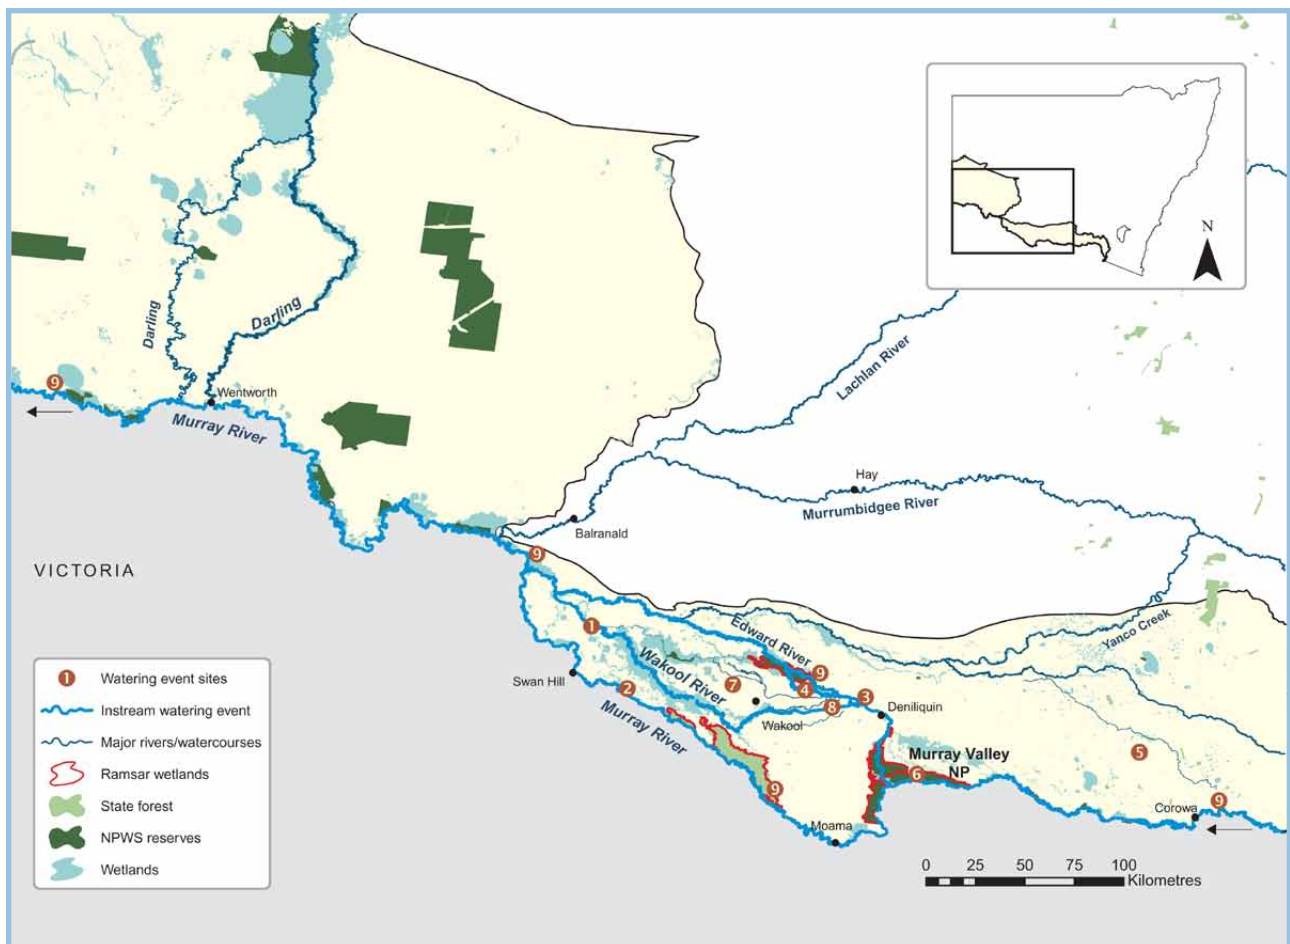 N
Darling
Darling
Lachlan River
9
Wentworth
Murray River
Hay
Murrumbidgee River
Balranald
9
VICTORIA
Yanco Creek
1
Edward River
Wakool River
9
Swan Hill
2
7
4
3
8
Deniliquin
Wakool
Murray River
Murray Valley
NP
5
6
9
9
Corowa
Moama
1 Watering event sites
Instream watering event
Major rivers/watercourses
Ramsar wetlands
State forest
NPWS reserves
Wetlands
0 25 50 75 100
Kilometres